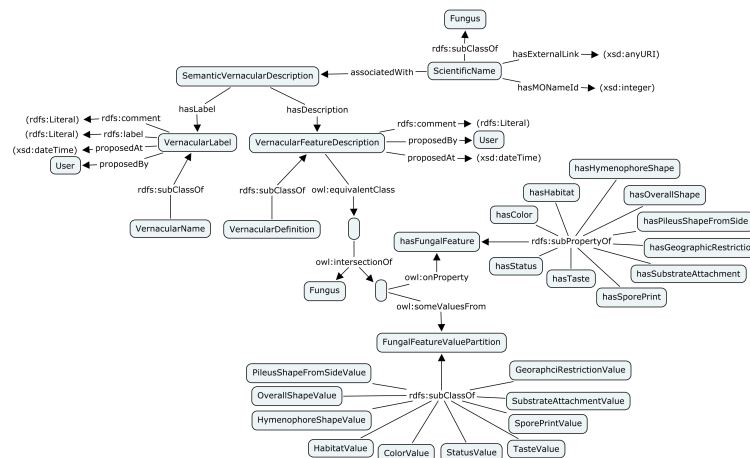 Fungus
rdfs:subClassOf
hasExternalLink
(xsd:anyURI)
SemanticVernacularDescription
associatedWith
ScientificName
hasMONameId
(xsd:integer)
hasLabel
hasDescription
(rdfs:Literal)
rdfs:comment
(rdfs:Literal)
rdfs:label
(xsd:dateTime)
proposedAt
User
proposedBy
VernacularLabel
VernacularFeatureDescription
rdfs:comment
(rdfs:Literal)
proposedBy
User
proposedAt
(xsd:dateTime)
rdfs:subClassOf
rdfs:subClassOf
owl:equivalentClass
VernacularName
VernacularDefinition
owl:intersectionOf
Fungus
hasFungalFeature
owl:onProperty
owl:someValuesFrom
hasHymenophoreShape
hasHabitat
hasOverallShape
hasColor
hasPileusShapeFromSide
rdfs:subPropertyOf
hasGeographicRestrictio
hasStatus
hasTaste
hasSubstrateAttachment
hasSporePrint
FungalFeatureValuePartition
PileusShapeFromSideValue
GeoraphciRestrictionValue
OverallShapeValue
rdfs:subClassOf
SubstrateAttachmentValue
HymenophoreShapeValue
SporePrintValue
HabitatValue
ColorValue
StatusValue
TasteValue